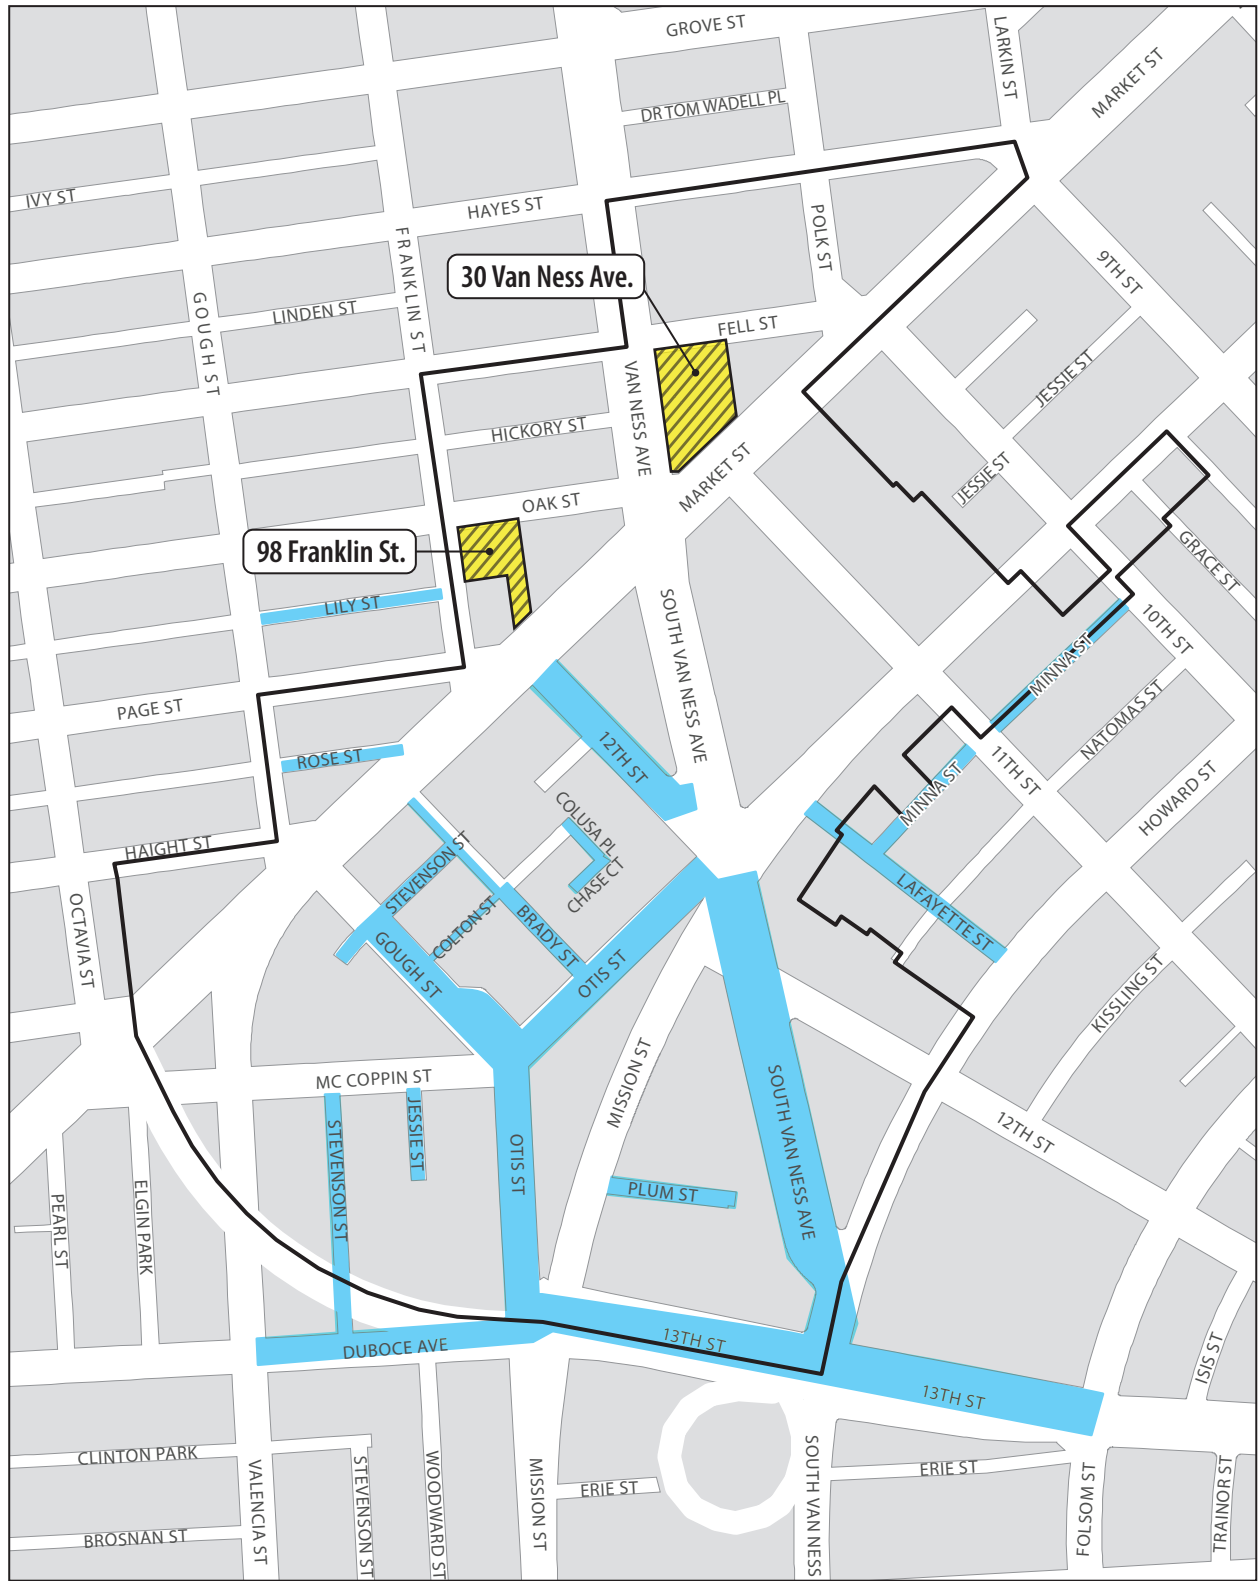 GROVE ST
LARKIN ST
MARKET ST
DR TOM WADELL PL
IVY ST
HAYES ST
FRANKLIN ST
POLK ST
9TH ST
30 Van Ness Ave.
GOUGH ST
LINDEN ST
FELL ST
VAN NESS AVE
JESSIE ST
HICKORY ST
MARKET ST
JESSIE ST
OAK ST
98 Franklin St.
GRACE ST
LILY ST
SOUTH VAN NESS AVE
10TH ST
MINNA ST
PAGE ST
NATOMAS ST
ROSE ST
12TH ST
11TH ST
MINNA ST
HOWARD ST
COLUSA PL
HAIGHT ST
STEVENSON ST
CHASE CT
OCTAVIA ST
COLTON ST
BRADY ST
LAFAYETTE ST
GOUGH ST
OTIS ST
KISSLING ST
MC COPPIN ST
MISSION ST
SOUTH VAN NESS AVE
STEVENSON ST
JESSIE ST
OTIS ST
12TH ST
PEARL ST
ELGIN PARK
PLUM ST
DUBOCE AVE
13TH ST
ISIS ST
13TH ST
CLINTON PARK
VALENCIA ST
STEVENSON ST
WOODWARD ST
MISSION ST
ERIE ST
SOUTH VAN NESS
ERIE ST
FOLSOM ST
TRAINOR ST
BROSNAN ST